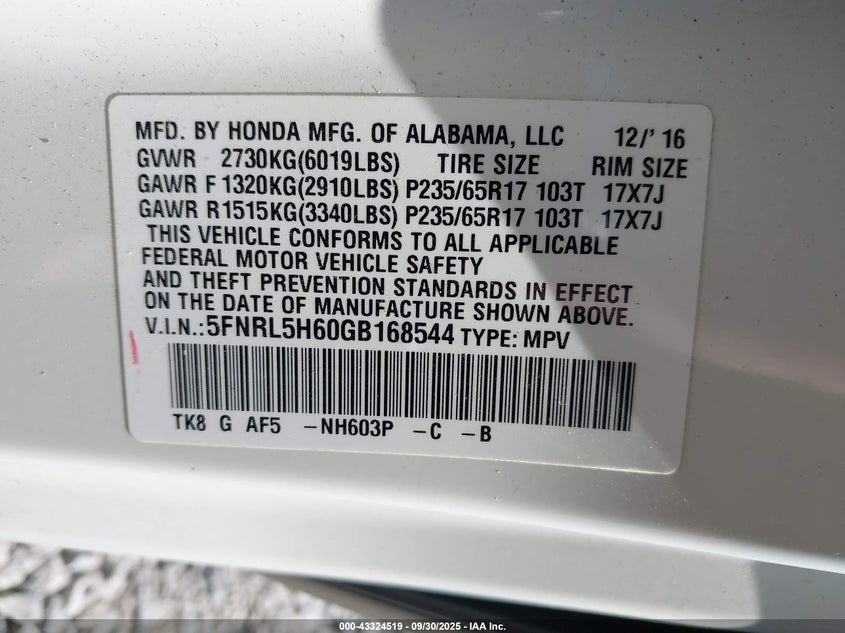 MFD. BY HONDA MFG. OF ALABAMA, LLC 12/' 16
GVWR 2730KG(6019LBS) TIRE SIZE RIM SIZE
GAWR F 1320KG(2910LBS) P235/65R17 103T 17X7J
GAWR R1515KG(3340LBS) P235/65R17 103T 17X7J
THIS VEHICLE CONFORMS TO ALL APPLICABLE
FEDERAL MOTOR VEHICLE SAFETY
AND THEFT PREVENTION STANDARDS IN EFFECT
ON THE DATE OF MANUFACTURE SHOWN ABOVE.
V.I.N.:5FNRL5H60GB168544 TYPE: MPV
TK8 G AF5 -NH603P -C -B
000-43324519 - 09/30/2025 - IAA Inc.